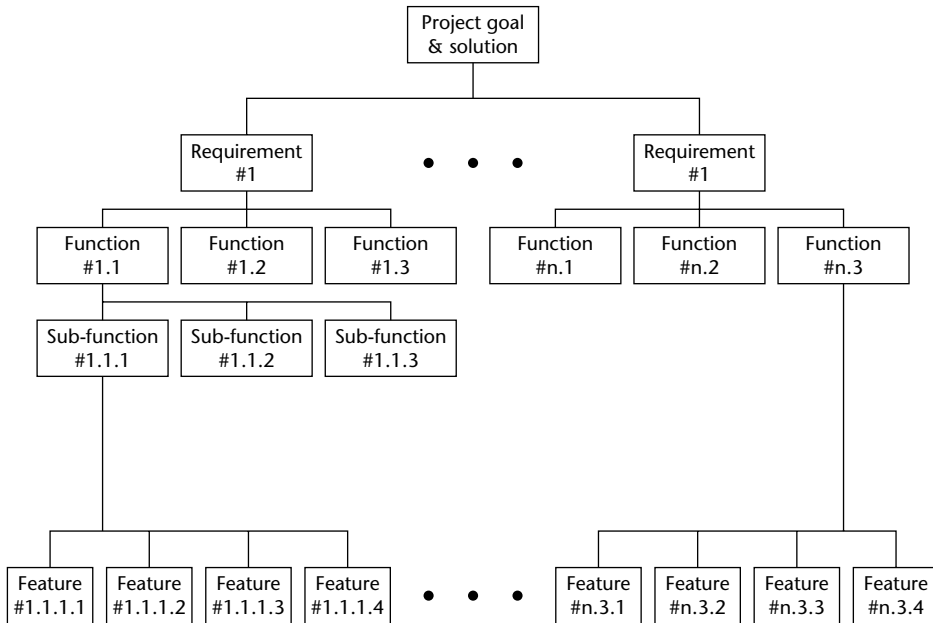 Project goal
& solution
Requirement
#1
Requirement
#1
Function
#1.1
Function
#1.2
Function
#1.3
Function
#n.1
Function
#n.2
Function
#n.3
Sub-function
#1.1.1
Sub-function
#1.1.2
Sub-function
#1.1.3
Feature
#1.1.1.1
Feature
#1.1.1.2
Feature
#1.1.1.3
Feature
#1.1.1.4
Feature
#n.3.1
Feature
#n.3.2
Feature
#n.3.3
Feature
#n.3.4